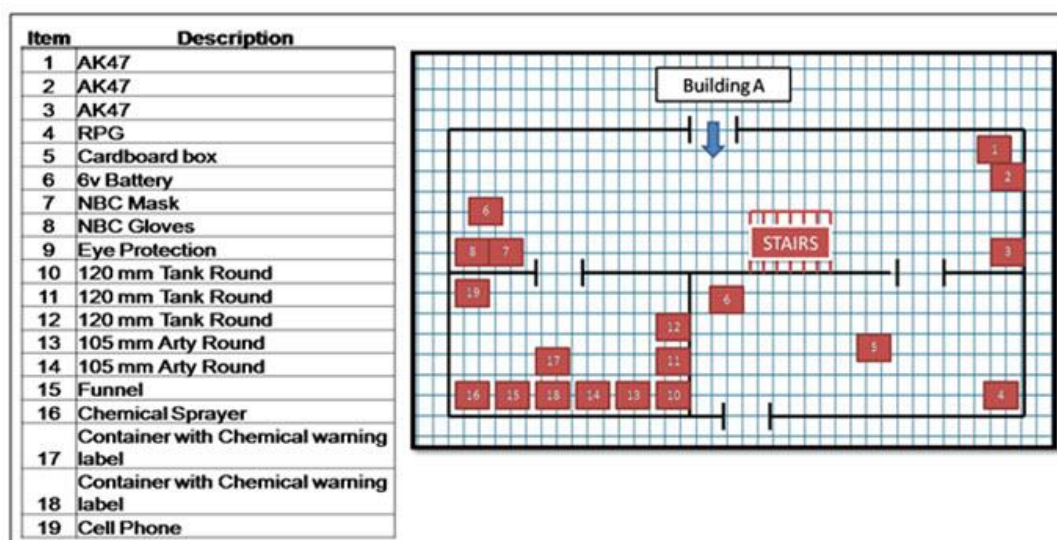 Item Description
1 AK47
2 AK47
3 AK47
4 RPG
5 Cardboard box
6 6v Battery
7 NBC Mask
8 NBC Gloves
9 Eye Protection
10 120 mm Tank Round
11 120 mm Tank Round
12 120 mm Tank Round
13 105 mm Arty Round
14 105 mm Arty Round
15 Funnel
16 Chemical Sprayer
Container with Chemical warning
17 label
Container with Chemical warning
18 label
19 Cell Phone
Building A
1
2
6
8 7
STAIRS
3
19
6
12
5
17
11
16 15 18 14 13 10
4